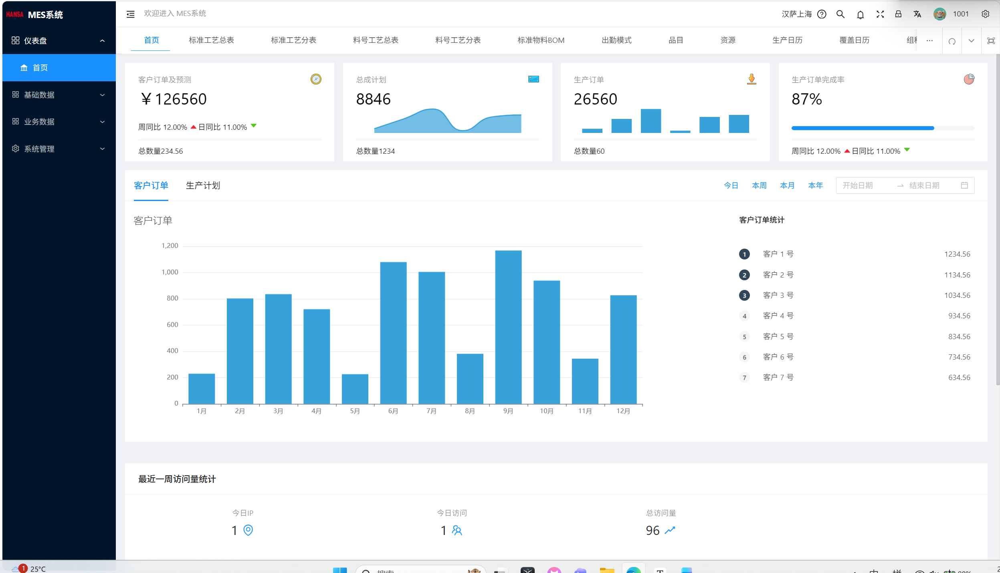 HANSA MES系统
欢迎进入 MES系统
汉萨上海 1001
仪表盘
首页
基础数据
业务数据
系统管理
首页 标准工艺总表 标准工艺分表 料号工艺总表 料号工艺分表 标准物料BOM 出勤模式 品目 资源 生产日历 覆盖日历
客户订单及预测
￥126560
周同比 12.00% 日同比 11.00%
总数量234.56
总成计划
8846
总数量1234
生产订单
26560
总数量60
生产订单完成率
87%
周同比 12.00% 日同比 11.00%
客户订单 生产计划
今日 本周 本月 本年 开始日期 → 结束日期
客户订单
1,200
1,000
800
600
400
200
0
1月 2月 3月 4月 5月 6月 7月 8月 9月 10月 11月 12月
客户订单统计
1 客户 1 号 1234.56
2 客户 2 号 1134.56
3 客户 3 号 1034.56
4 客户 4 号 934.56
5 客户 5 号 834.56
6 客户 6 号 734.56
7 客户 7 号 634.56
最近一周访问量统计
今日IP
1
今日访问
1
总访问量
96
1 25°C